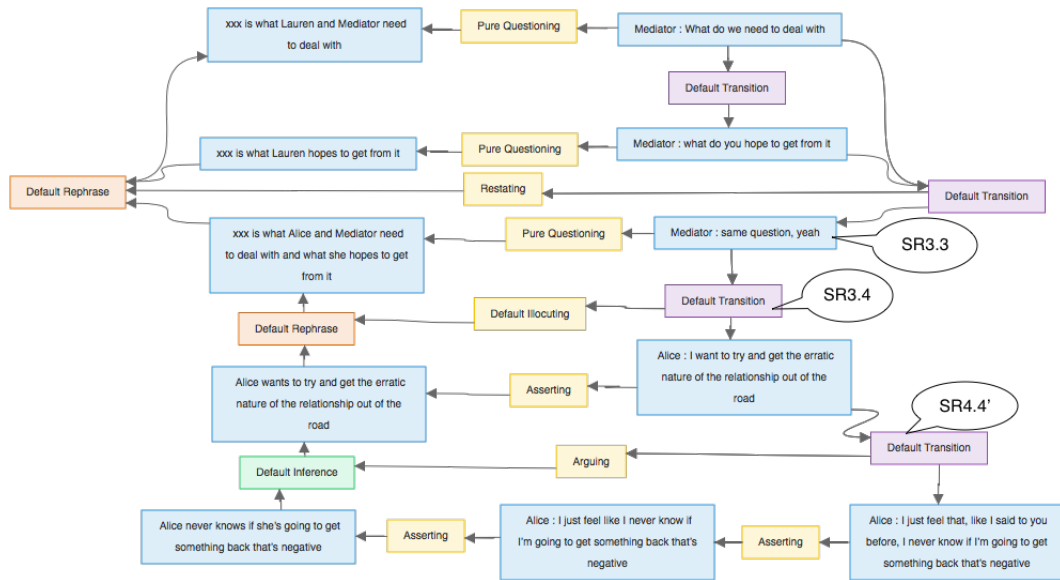 xxx is what Lauren and Mediator need
to deal with
Pure Questioning
Mediator : What do we need to deal with
Default Transition
xxx is what Lauren hopes to get from it
Pure Questioning
Mediator : what do you hope to get from it
Default Rephrase
Restating
Default Transition
xxx is what Alice and Mediator need
to deal with and what she hopes to get
from it
Pure Questioning
Mediator : same question, yeah
SR3.3
Default Transition
SR3.4
Default Illocuting
Default Rephrase
Alice wants to try and get the erratic
nature of the relationship out of the
road
Asserting
Alice : I want to try and get the erratic
nature of the relationship out of the
road
SR4.4’
Default Transition
Arguing
Default Inference
Alice never knows if she's going to get
something back that's negative
Asserting
Alice : I just feel like I never know if
I'm going to get something back that's
negative
Asserting
Alice : I just feel that, like I said to you
before, I never know if I'm going to get
something back that's negative